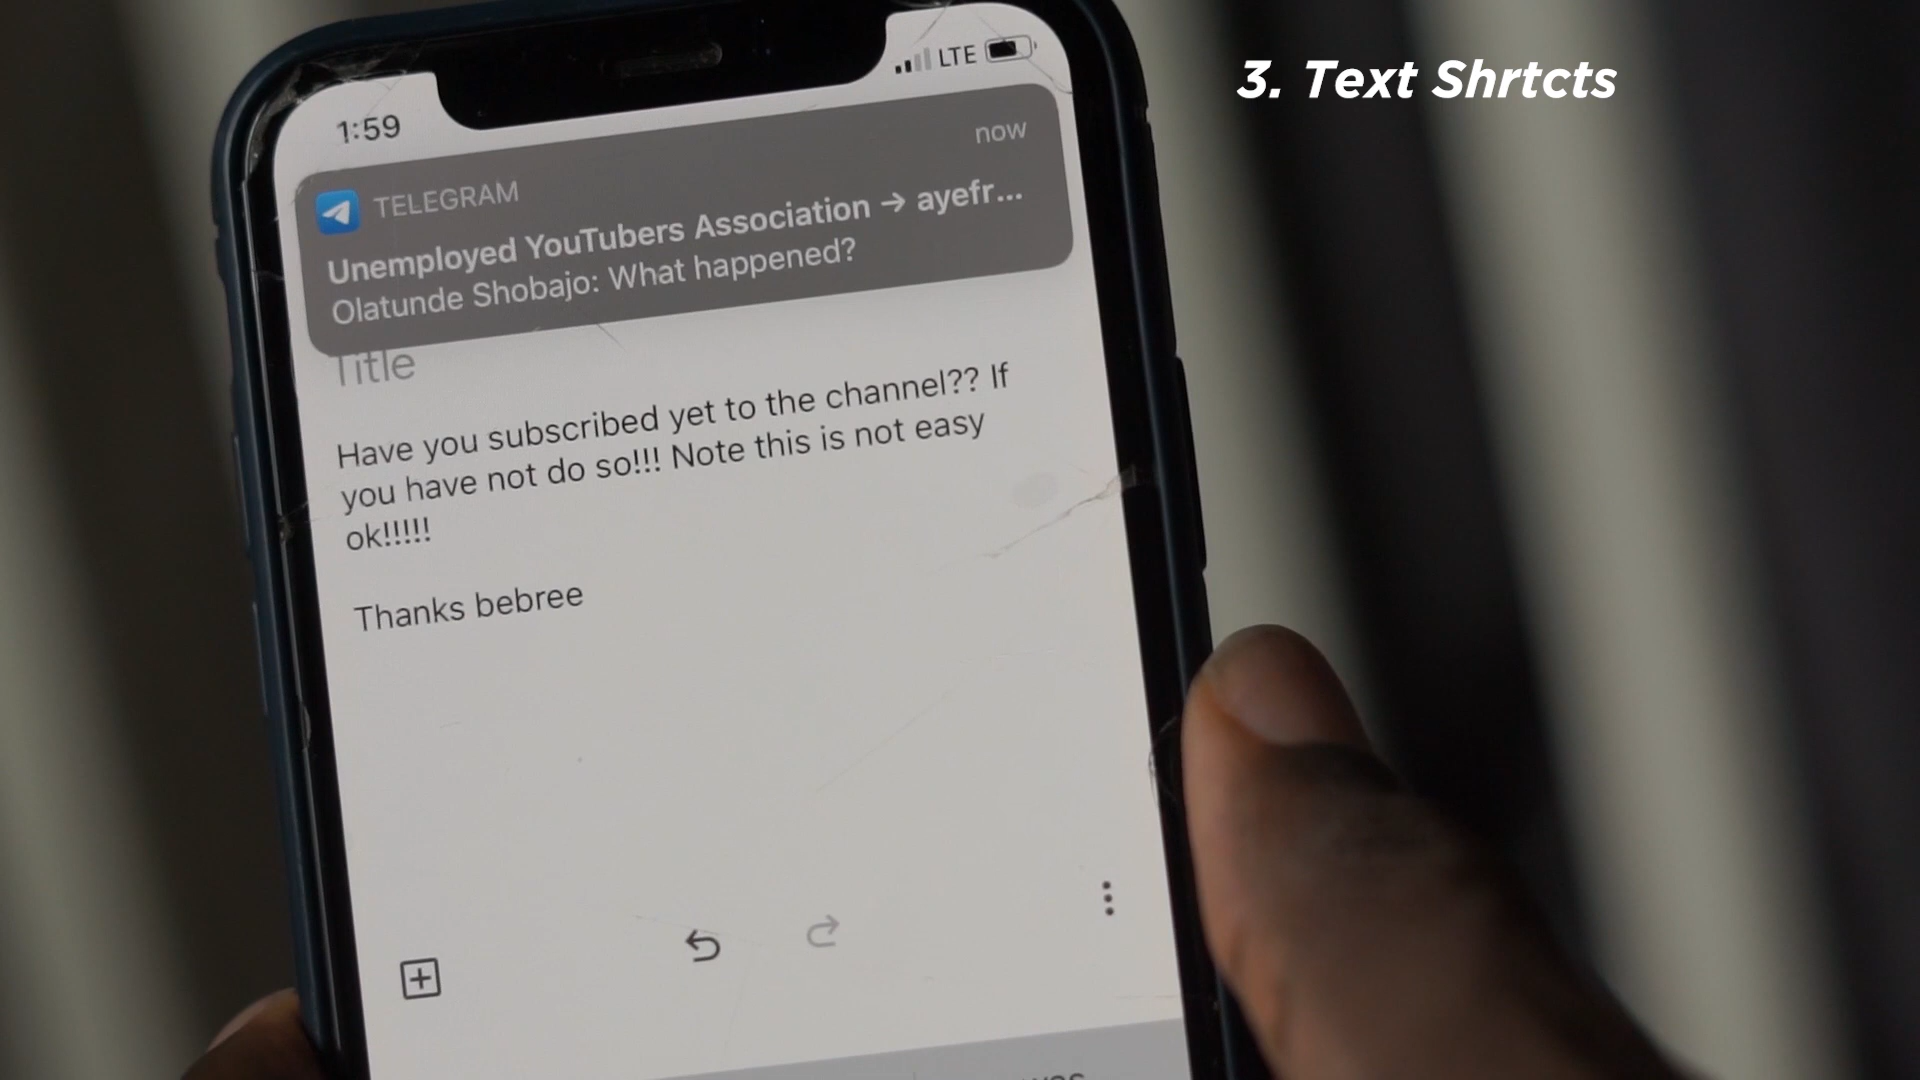 3. Text Shrtcts
1:59
LTE
TELEGRAM
now
Unemployed YouTubers Association → ayefr...
Olatunde Shobajo: What happened?
Title
Have you subscribed yet to the channel?? If
you have not do so!!! Note this is not easy
ok!!!!!
Thanks bebree